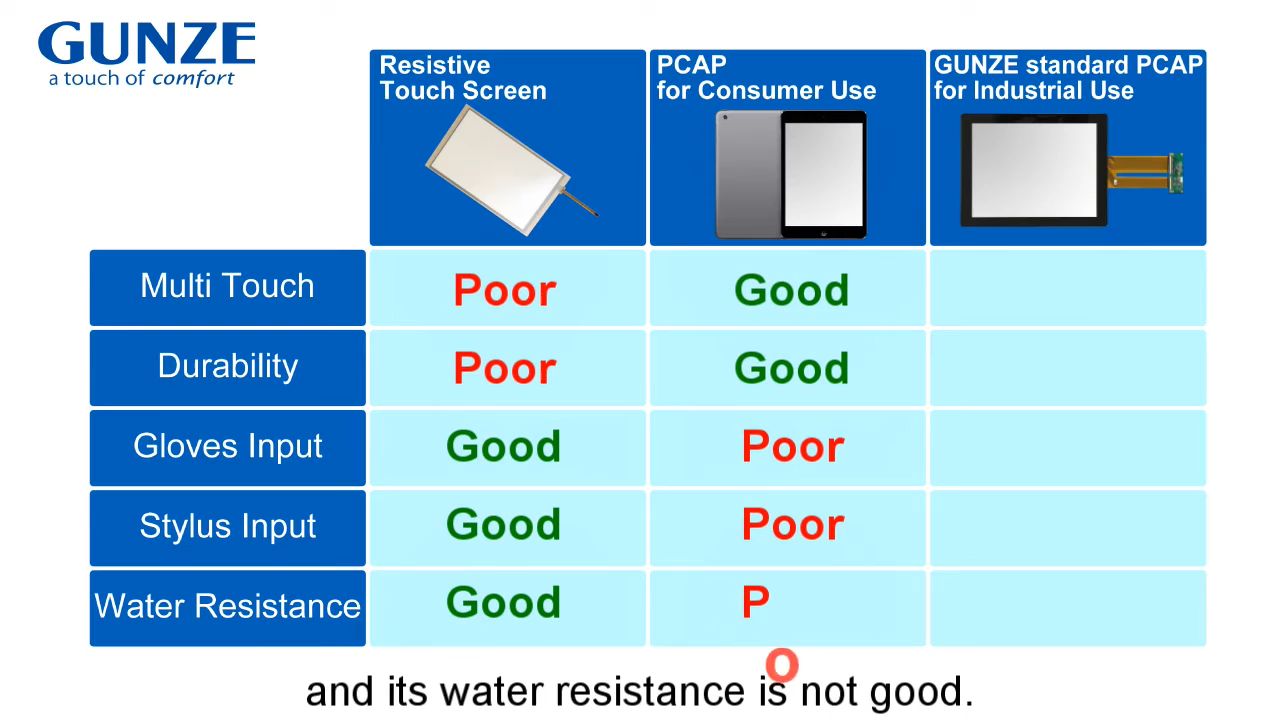 GUNZE
a touch of comfort
Resistive
Touch Screen
PCAP
for Consumer Use
GUNZE standard PCAP
for Industrial Use
Multi Touch
Poor
Good
Durability
Poor
Good
Gloves Input
Good
Poor
Stylus Input
Good
Poor
Water Resistance
Good
P
o
and its water resistance is not good.